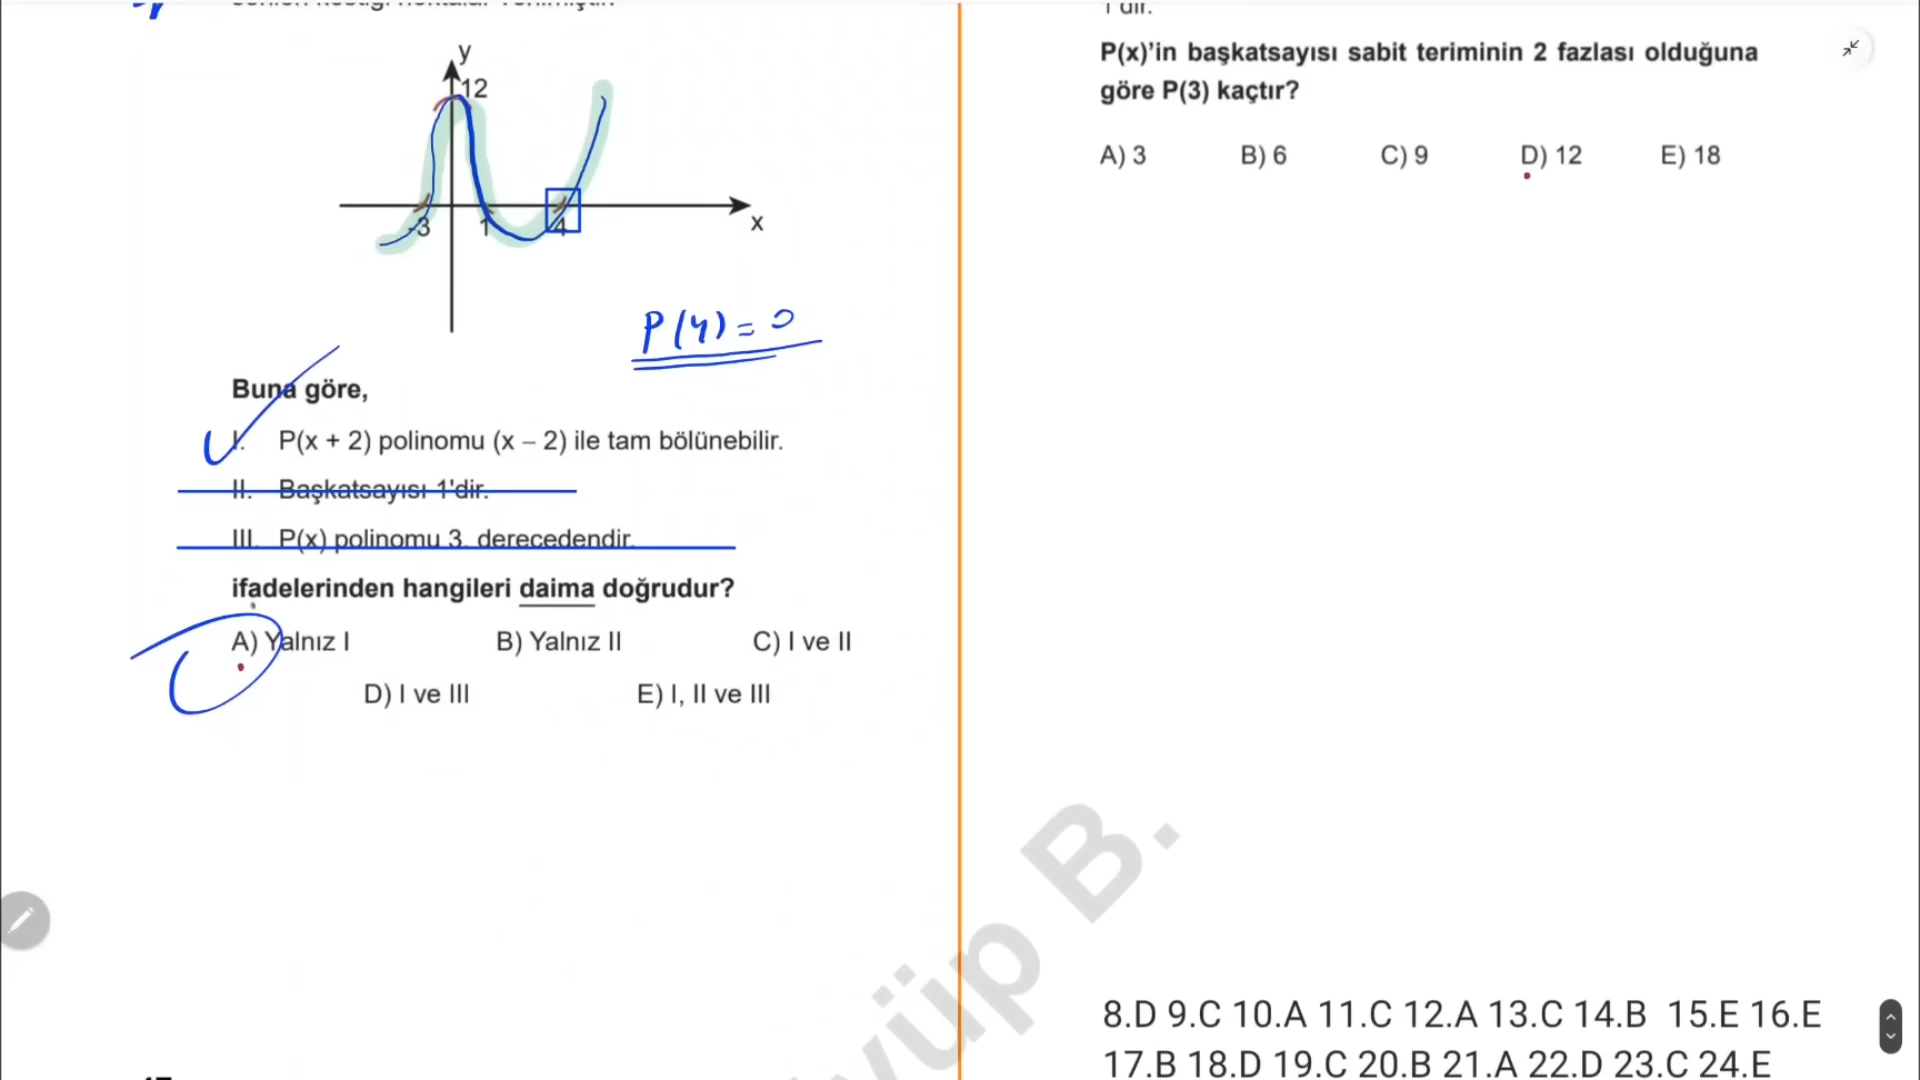 y
12
-3
1
4
x
P(4) = 0
Buna göre,
I. P(x + 2) polinomu (x – 2) ile tam bölünebilir.
II. Başkatsayısı 1'dir.
III. P(x) polinomu 3. derecedendir.
ifadelerinden hangileri daima doğrudur?
A) Yalnız I B) Yalnız II C) I ve II
D) I ve III E) I, II ve III
1'dir.
P(x)'in başkatsayısı sabit teriminin 2 fazlası olduğuna
göre P(3) kaçtır?
A) 3 B) 6 C) 9 D) 12 E) 18
B.
8.D 9.C 10.A 11.C 12.A 13.C 14.B 15.E 16.E
17.B 18.D 19.C 20.B 21.A 22.D 23.C 24.E